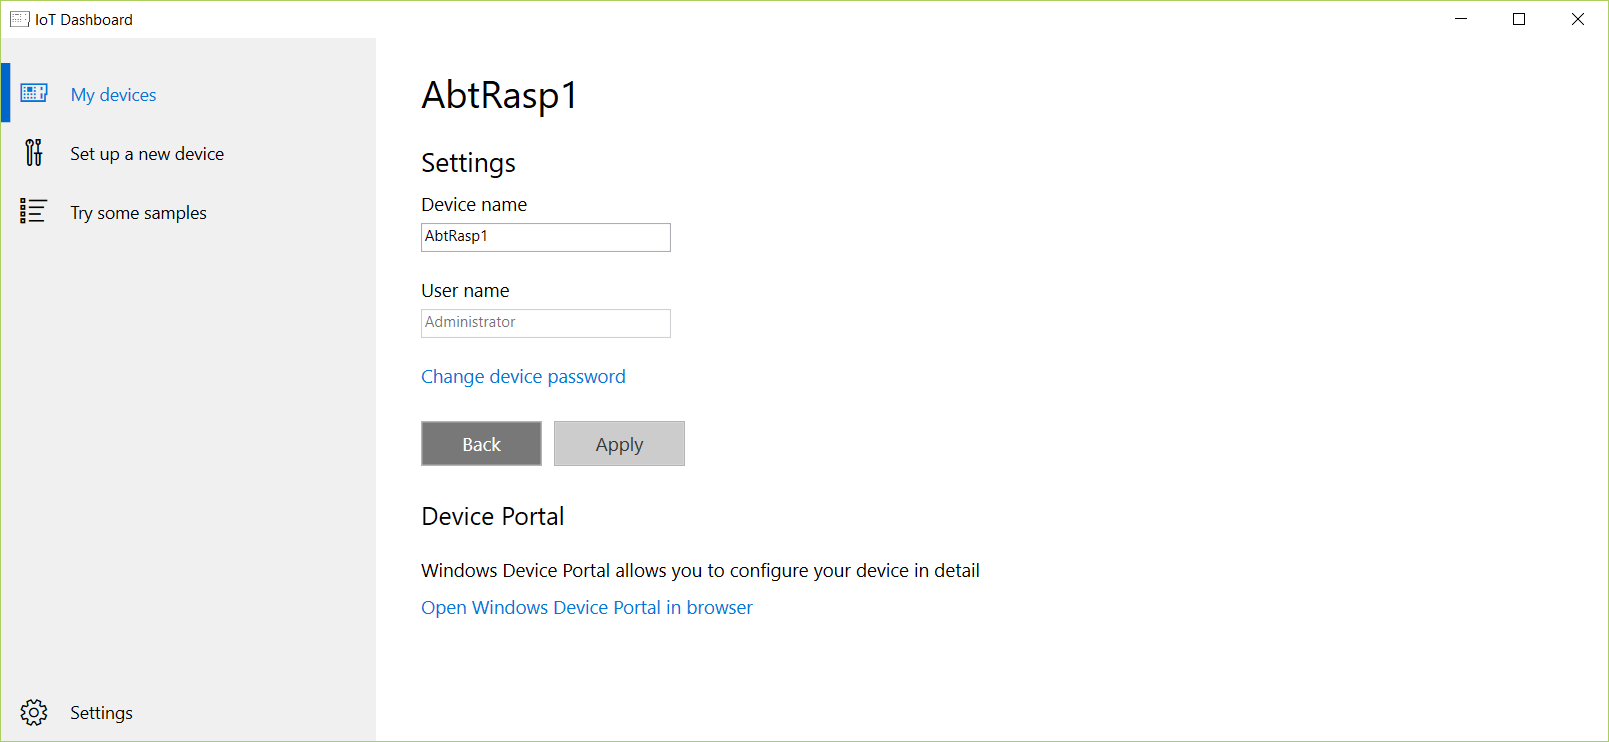 IoT Dashboard
My devices
Set up a new device
Try some samples
Settings
AbtRasp1
Settings
Device name
AbtRasp1
User name
Administrator
Change device password
Back Apply
Device Portal
Windows Device Portal allows you to configure your device in detail
Open Windows Device Portal in browser